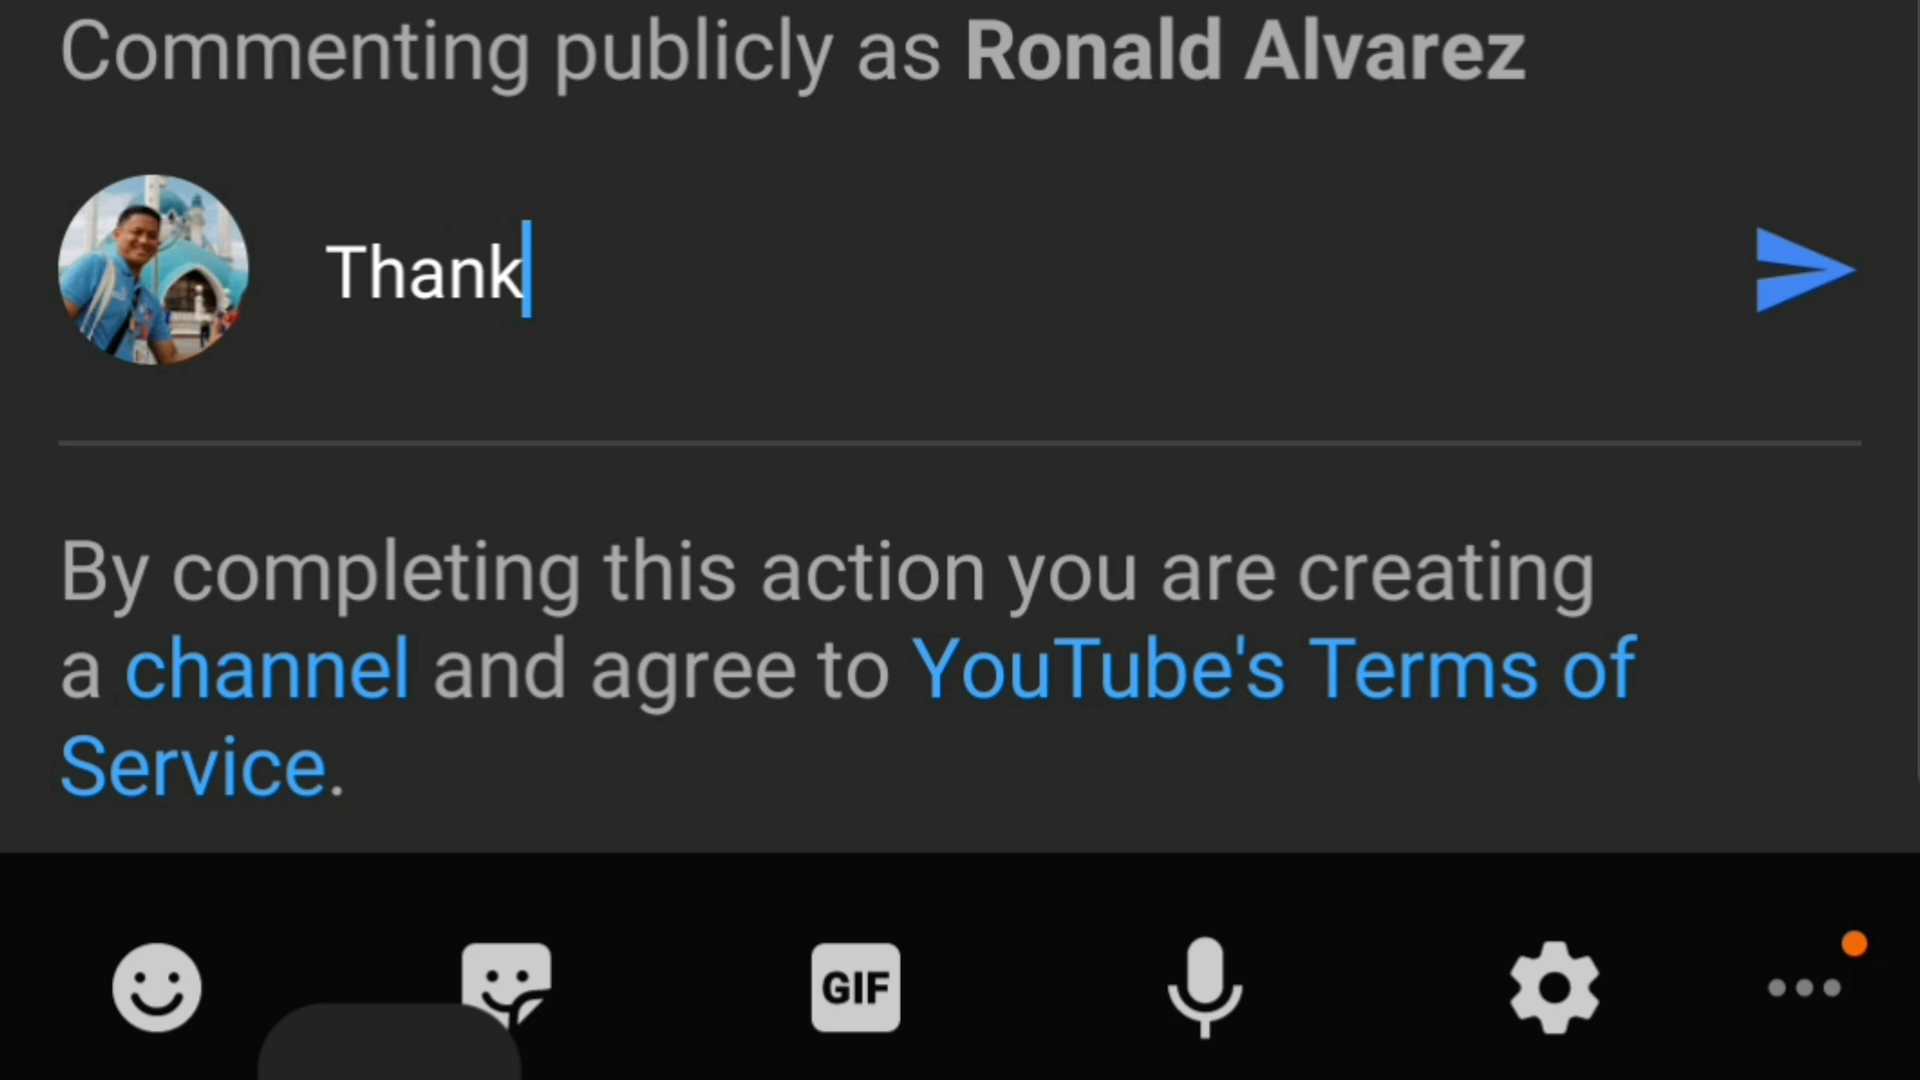 Commenting publicly as Ronald Alvarez
Thank
By completing this action you are creating
a channel and agree to YouTube's Terms of
Service.
GIF